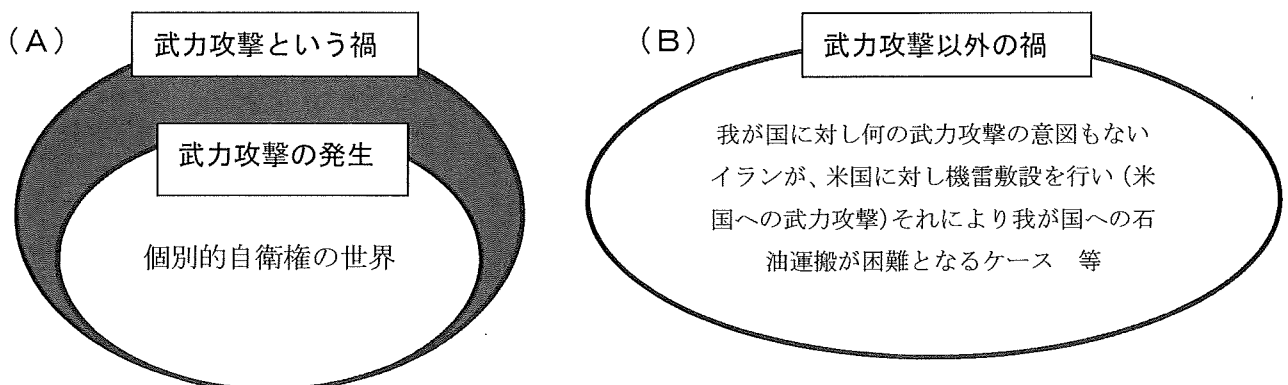 (A)
武力攻撃という禍
武力攻撃の発生
個別的自衛権の世界
(B)
武力攻撃以外の禍
我が国に対し何の武力攻撃の意図もない
イランが、米国に対し機雷敷設を行い（米
国への武力攻撃）それにより我が国への石
油運搬が困難となるケース　等